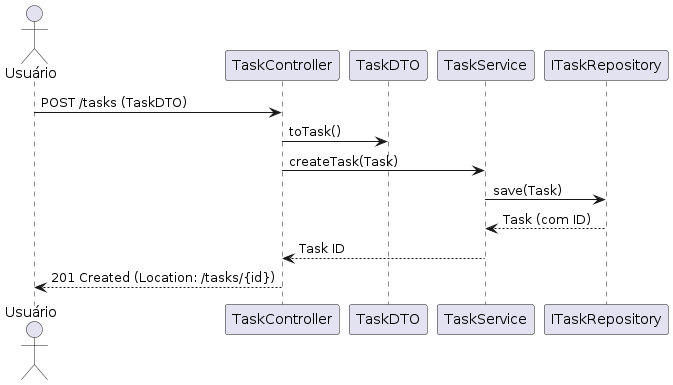 Usuário
TaskController
TaskDTO
TaskService
ITaskRepository
POST /tasks (TaskDTO)
toTask()
createTask(Task)
save(Task)
Task (com ID)
Task ID
201 Created (Location: /tasks/{id})
Usuário
TaskController
TaskDTO
TaskService
ITaskRepository